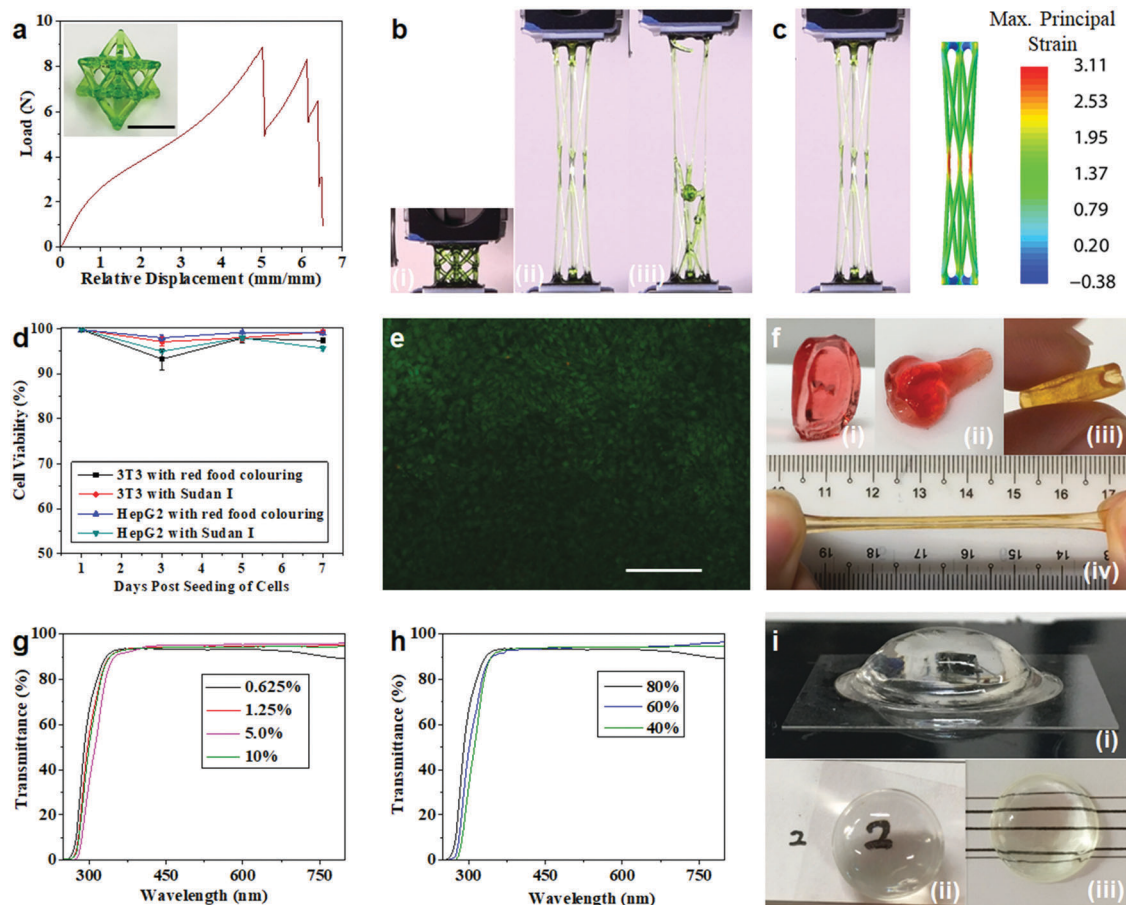 a
10
8
6
4
2
0
Load (N)
0 1 2 3 4 5 6 7
Relative Displacement (mm/mm)
b
(i)
(ii)
(iii)
c
Max. Principal
Strain
3.11
2.53
1.95
1.37
0.79
0.20
−0.38
d
100
90
80
70
60
50
Cell Viability (%)
3T3 with red food colouring
3T3 with Sudan I
HepG2 with red food colouring
HepG2 with Sudan I
1 2 3 4 5 6 7
Days Post Seeding of Cells
e
f
(i)
(ii)
(iii)
11 12 13 14 15 16 17
19 18 17 16 15 14
(iv)
g
100
80
60
40
20
0
Transmittance (%)
0.625%
1.25%
5.0%
10%
300 450 600 750
Wavelength (nm)
h
100
80
60
40
20
0
Transmittance (%)
80%
60%
40%
300 450 600 750
Wavelength (nm)
i
(i)
2
2
(ii)
(iii)